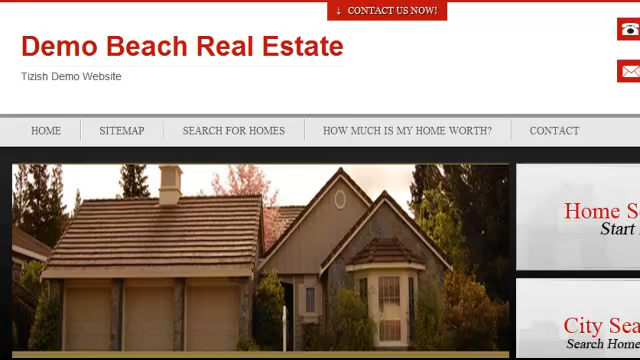 ↓ CONTACT US NOW!
Demo Beach Real Estate
Tizish Demo Website
HOME SITEMAP SEARCH FOR HOMES HOW MUCH IS MY HOME WORTH? CONTACT
Home S
Start
City Sea
Search Home